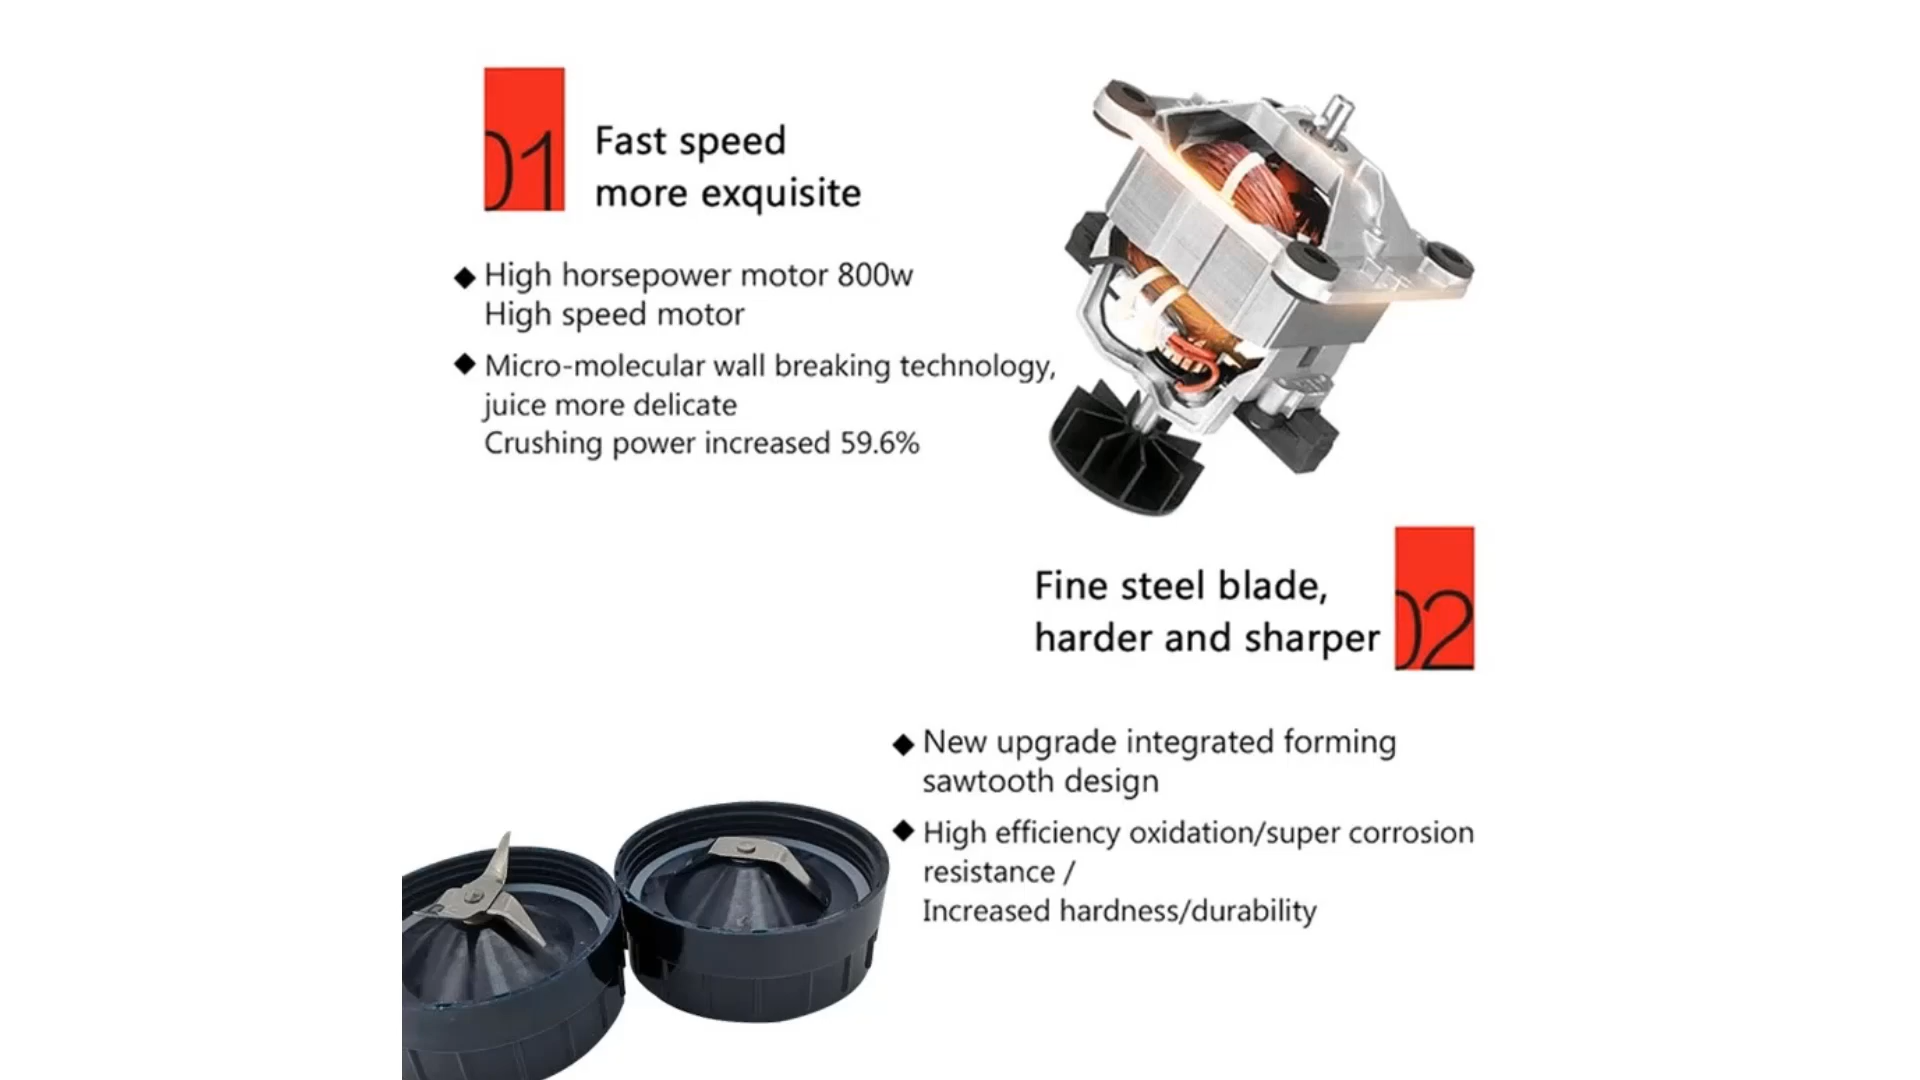 01
Fast speed
more exquisite
◆ High horsepower motor 800w
High speed motor
◆ Micro-molecular wall breaking technology,
juice more delicate
Crushing power increased 59.6%
Fine steel blade,
harder and sharper
02
◆ New upgrade integrated forming
sawtooth design
◆ High efficiency oxidation/super corrosion
resistance /
Increased hardness/durability